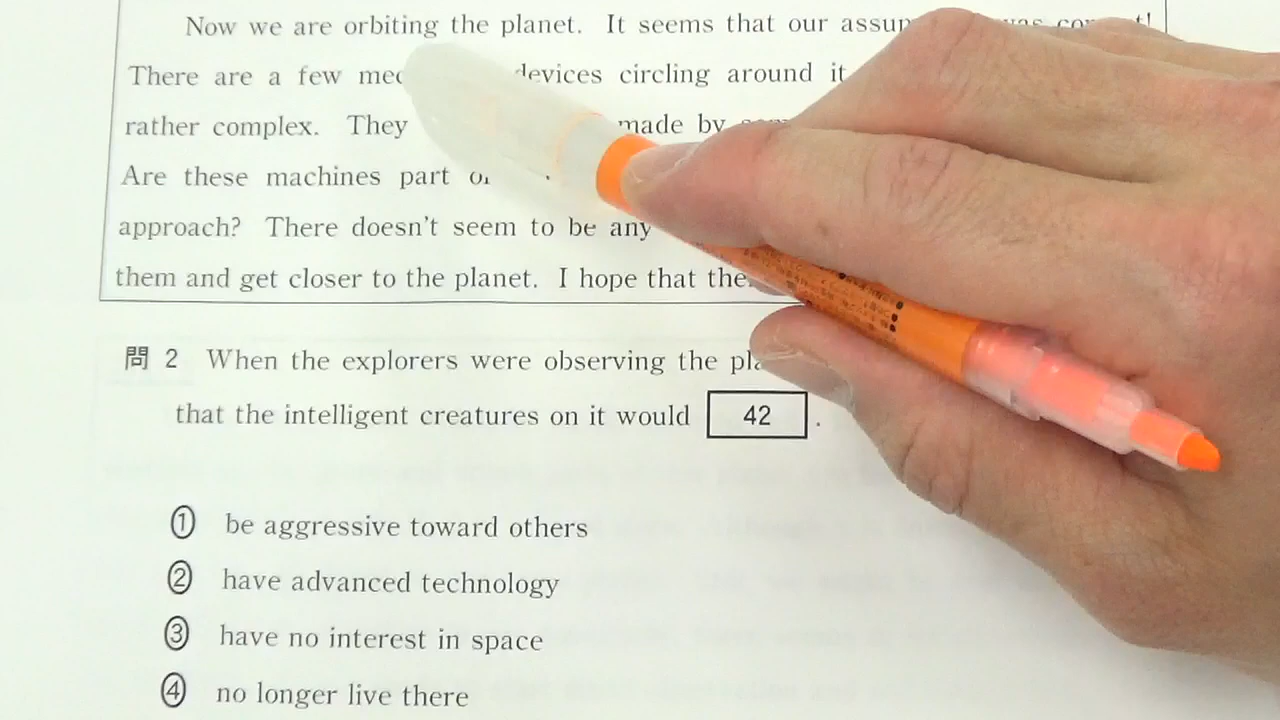 Now we are orbiting the planet. It seems that our
There are a few devices circling around it
rather complex. They made by
Are these machines part
approach? There doesn't seem to be any
them and get closer to the planet. I hope that
問 2 When the explorers were observing the
that the intelligent creatures on it would 42 .
① be aggressive toward others
② have advanced technology
③ have no interest in space
④ no longer live there